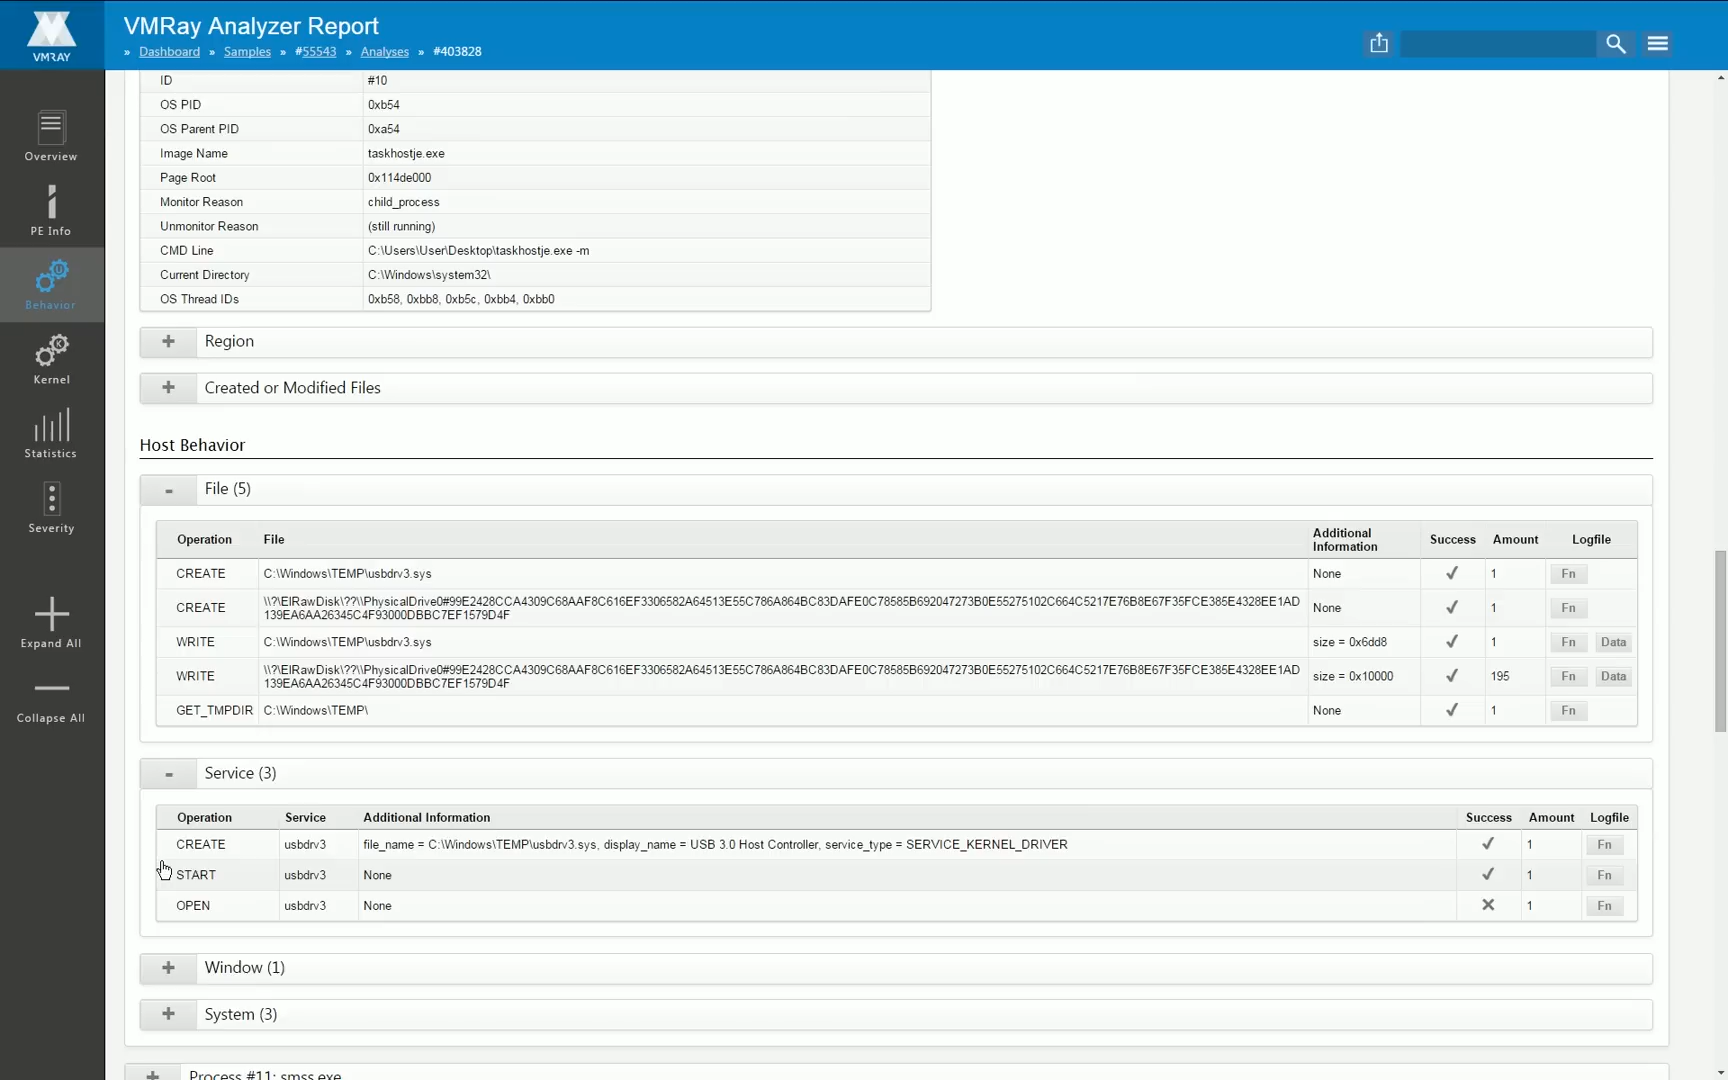 VMRAY
VMRay Analyzer Report
» Dashboard » Samples » #55543 » Analyses » #403828
Overview
PE Info
Behavior
Kernel
Statistics
Severity
Expand All
Collapse All
ID #10
OS PID 0xb54
OS Parent PID 0xa54
Image Name taskhostje.exe
Page Root 0x114de000
Monitor Reason child_process
Unmonitor Reason (still running)
CMD Line C:\Users\User\Desktop\taskhostje.exe -m
Current Directory C:\Windows\system32\
OS Thread IDs 0xb58, 0xbb8, 0xb5c, 0xbb4, 0xbb0
+ Region
+ Created or Modified Files
Host Behavior
- File (5)
Operation File Additional Information Success Amount Logfile
CREATE C:\Windows\TEMP\usbdrv3.sys None ✓ 1 Fn
CREATE \\?\ElRawDisk\??\\PhysicalDrive0#99E2428CCA4309C68AAF8C616EF3306582A64513E55C786A864BC83DAFE0C78585B692047273B0E55275102C664C5217E76B8E67F35FCE385E4328EE1AD
139EA6AA26345C4F93000DBBC7EF1579D4F None ✓ 1 Fn
WRITE C:\Windows\TEMP\usbdrv3.sys size = 0x6dd8 ✓ 1 Fn Data
WRITE \\?\ElRawDisk\??\\PhysicalDrive0#99E2428CCA4309C68AAF8C616EF3306582A64513E55C786A864BC83DAFE0C78585B692047273B0E55275102C664C5217E76B8E67F35FCE385E4328EE1AD
139EA6AA26345C4F93000DBBC7EF1579D4F size = 0x10000 ✓ 195 Fn Data
GET_TMPDIR C:\Windows\TEMP\ None ✓ 1 Fn
- Service (3)
Operation Service Additional Information Success Amount Logfile
CREATE usbdrv3 file_name = C:\Windows\TEMP\usbdrv3.sys, display_name = USB 3.0 Host Controller, service_type = SERVICE_KERNEL_DRIVER ✓ 1 Fn
START usbdrv3 None ✓ 1 Fn
OPEN usbdrv3 None ✕ 1 Fn
+ Window (1)
+ System (3)
+ Process #11: smss.exe